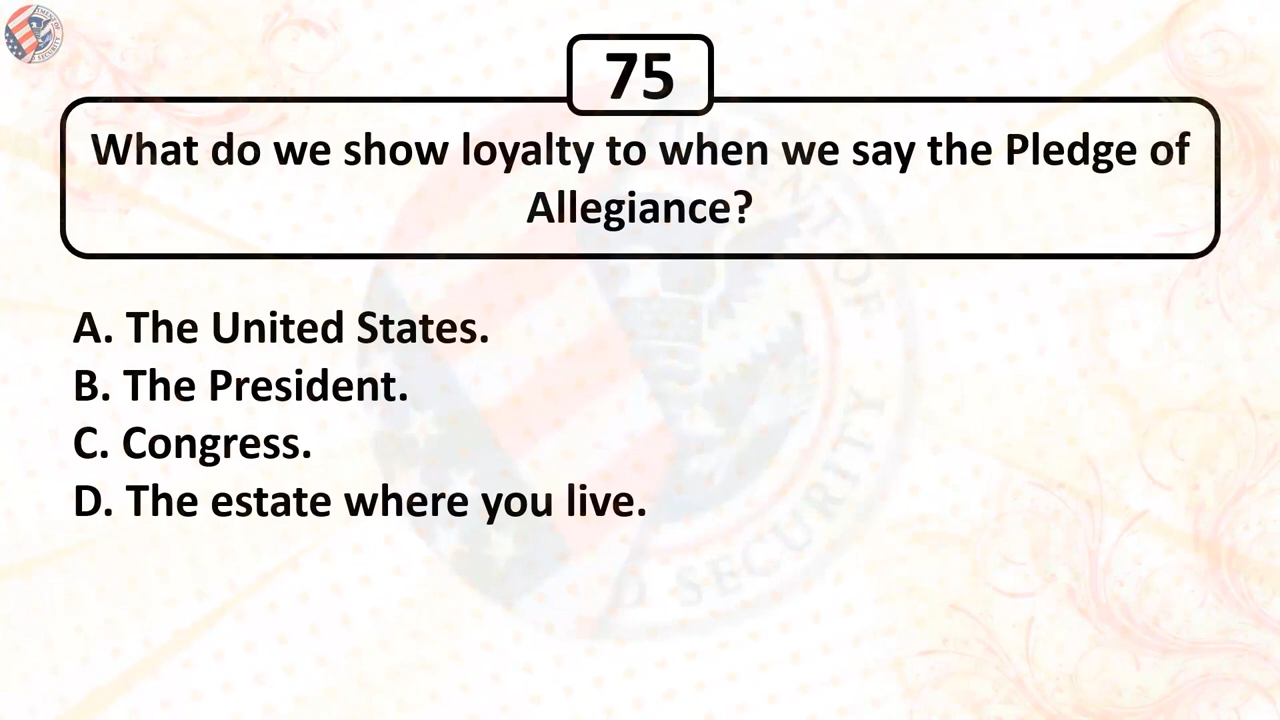 75
What do we show loyalty to when we say the Pledge of
Allegiance?
A. The United States.
B. The President.
C. Congress.
D. The estate where you live.
SECURITY